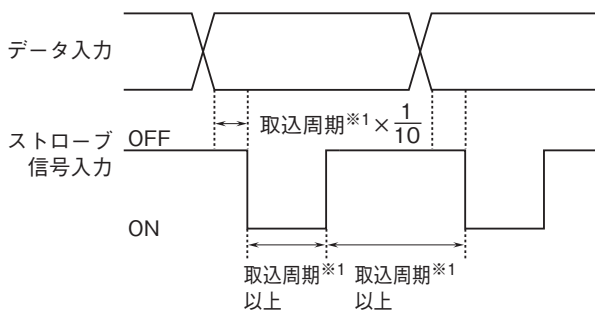 データ入力
取込周期※1×1/10
ストローブ
信号入力
OFF
ON
取込周期※1
以上
取込周期※1
以上